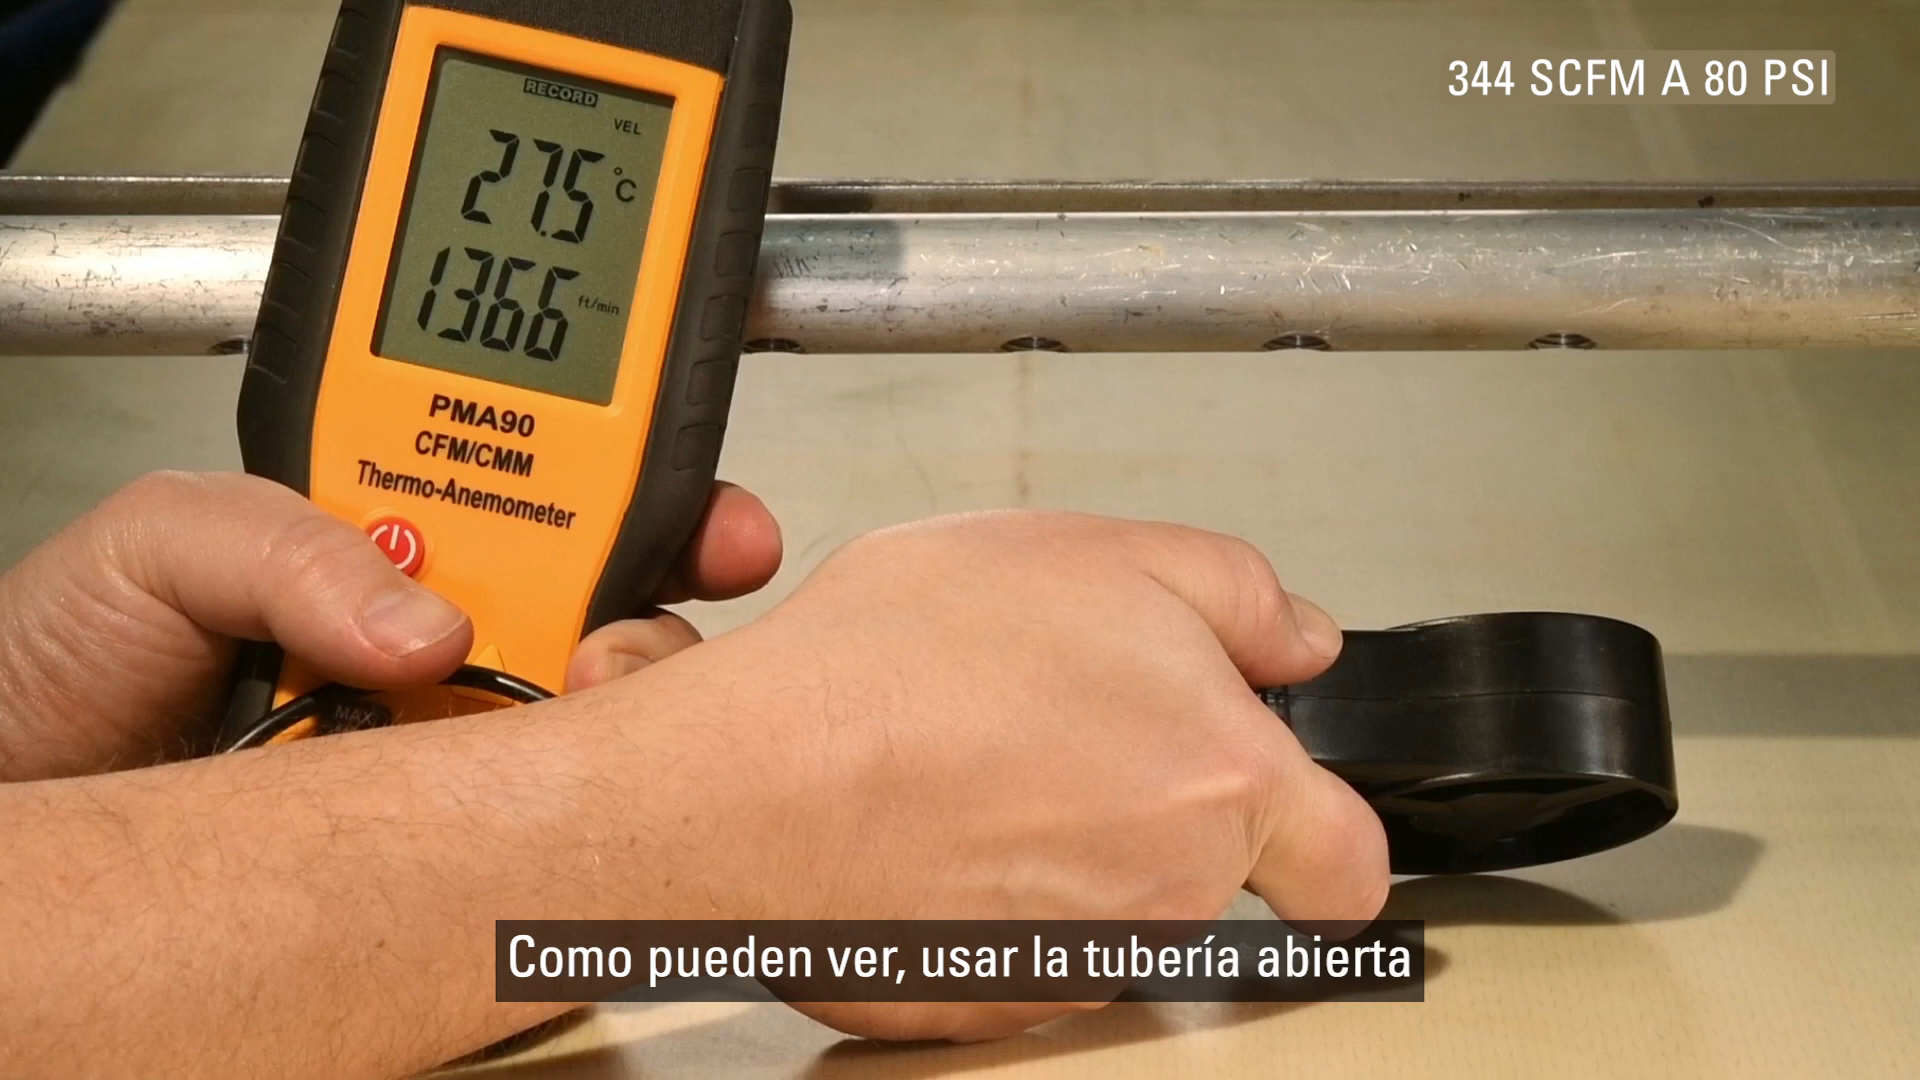 344 SCFM A 80 PSI
RECORD
VEL
27.5 °C
1366 ft/min
PMA90
CFM/CMM
Thermo-Anemometer
MAX
Como pueden ver, usar la tubería abierta